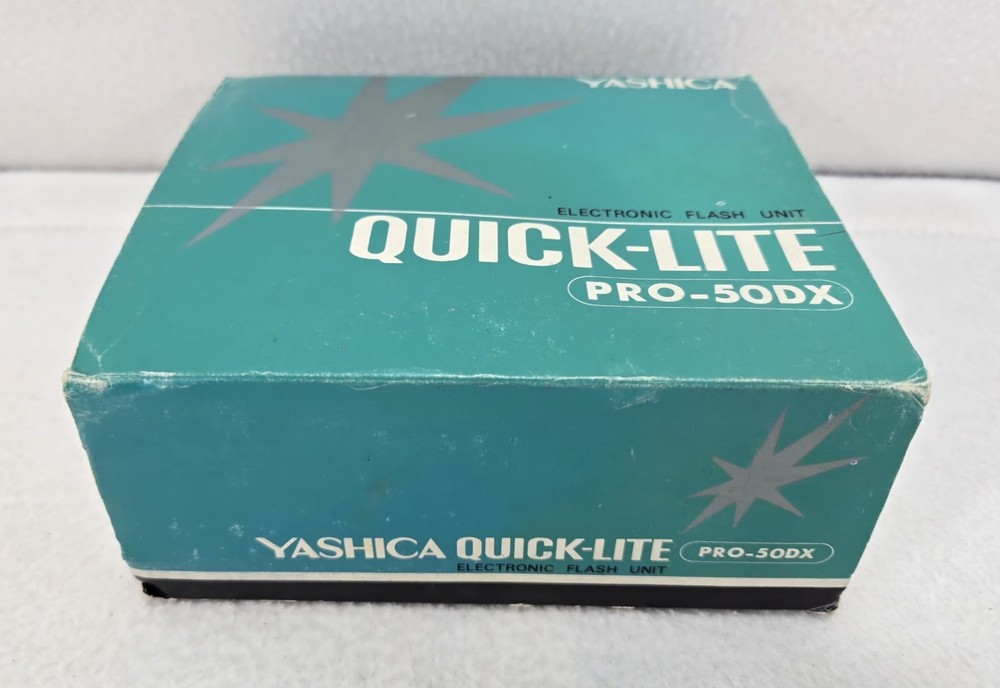 YASHICA
ELECTRONIC FLASH UNIT
QUICK-LITE
PRO-50DX
YASHICA QUICK-LITE PRO-50DX
ELECTRONIC FLASH UNIT